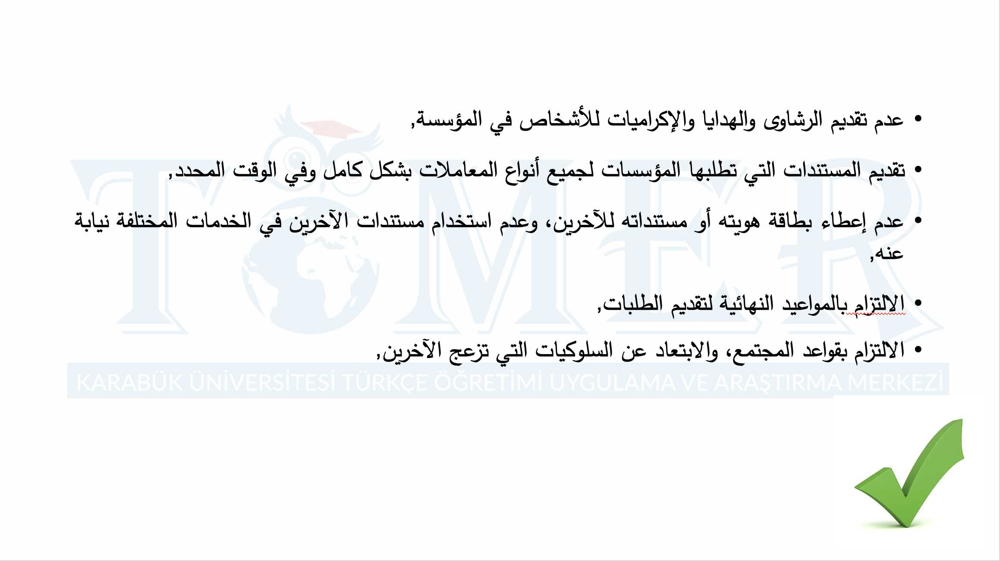 • عدم تقديم الرشاوى والهدايا والإكراميات للأشخاص في المؤسسة,
• تقديم المستندات التي تطلبها المؤسسات لجميع أنواع المعاملات بشكل كامل وفي الوقت المحدد,
• عدم إعطاء بطاقة هويته أو مستنداته للآخرين، وعدم استخدام مستندات الآخرين في الخدمات المختلفة نيابة
عنه,
• الالتزام بالمواعيد النهائية لتقديم الطلبات,
• الالتزام بقواعد المجتمع، والابتعاد عن السلوكيات التي تزعج الآخرين,
TÖMER
KARABÜK ÜNİVERSİTESİ TÜRKÇE ÖĞRETİMİ UYGULAMA VE ARAŞTIRMA MERKEZİ